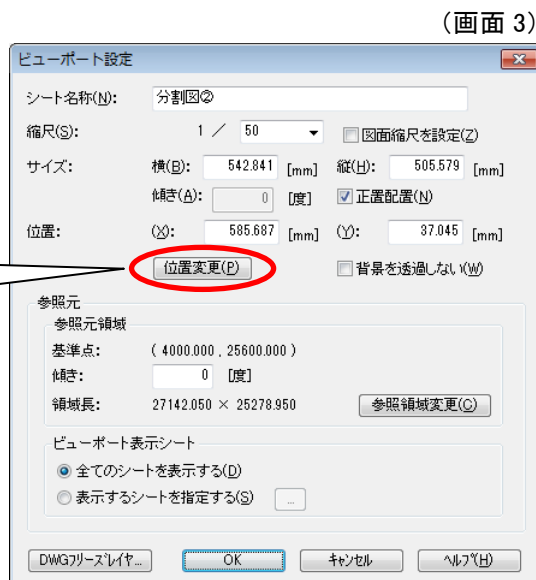 (画面 3)
ビューポート設定
シート名称(N): 分割図②
縮尺(S): 1 / 50 図面縮尺を設定(Z)
サイズ: 横(B): 542.841 [mm] 縦(H): 505.579 [mm]
傾き(A): 0 [度] 正置配置(N)
位置: (X): 585.687 [mm] (Y): 37.045 [mm]
位置変更(P) 背景を透過しない(W)
参照元
参照元領域
基準点: ( 4000.000 , 25600.000 )
傾き: 0 [度]
領域長: 27142.050 × 25278.950 参照領域変更(C)
ビューポート表示シート
全てのシートを表示する(D)
表示するシートを指定する(S) ...
DWGフリーズレイヤ... OK キャンセル ヘルプ(H)